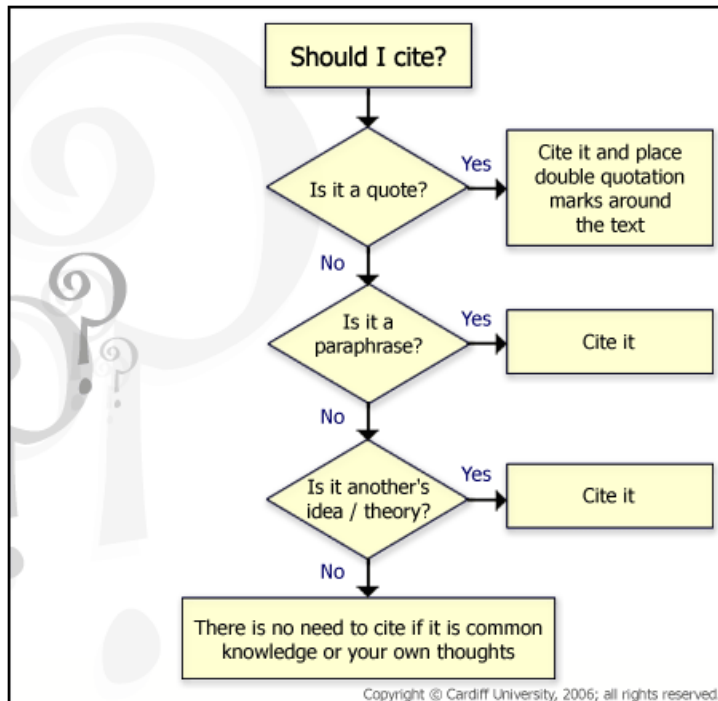 Should I cite?
Is it a quote?
Yes
Cite it and place
double quotation
marks around
the text
No
Is it a
paraphrase?
Yes
Cite it
No
Is it another's
idea / theory?
Yes
Cite it
No
There is no need to cite if it is common
knowledge or your own thoughts
Copyright © Cardiff University, 2006; all rights reserved.